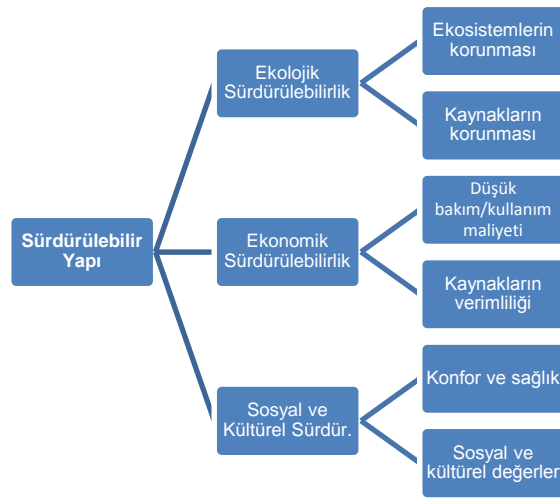 Sürdürülebilir
Yapı
Ekolojik
Sürdürülebilirlik
Ekosistemlerin
korunması
Kaynakların
korunması
Ekonomik
Sürdürülebilirlik
Düşük
bakım/kullanım
maliyeti
Kaynakların
verimliliği
Sosyal ve
Kültürel Sürdür.
Konfor ve sağlık
Sosyal ve
kültürel değerler